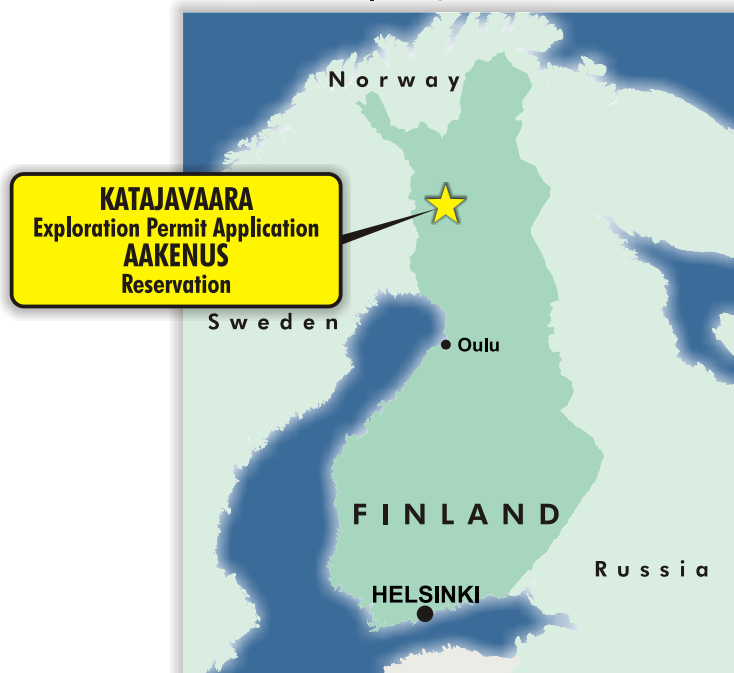 Norway
KATAJAVAARA
Exploration Permit Application
AAKENUS
Reservation
Sweden
Oulu
FINLAND
Russia
HELSINKI